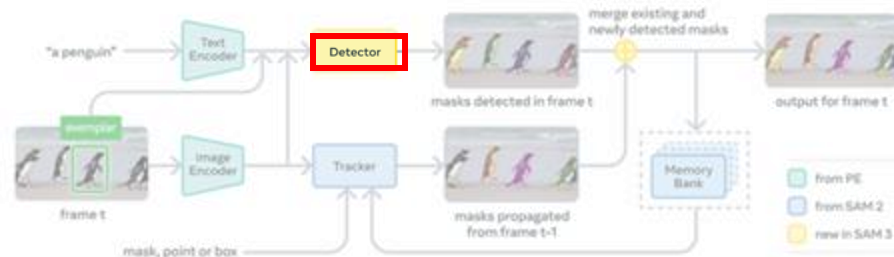 merge existing and
newly detected masks
"a penguin"
Text
Encoder
Detector
masks detected in frame t
output for frame t
exemplar
Image
Encoder
Tracker
Memory
Bank
frame t
masks propagated
from frame t-1
mask, point or box
from PE
from SAM 2
new in SAM 3